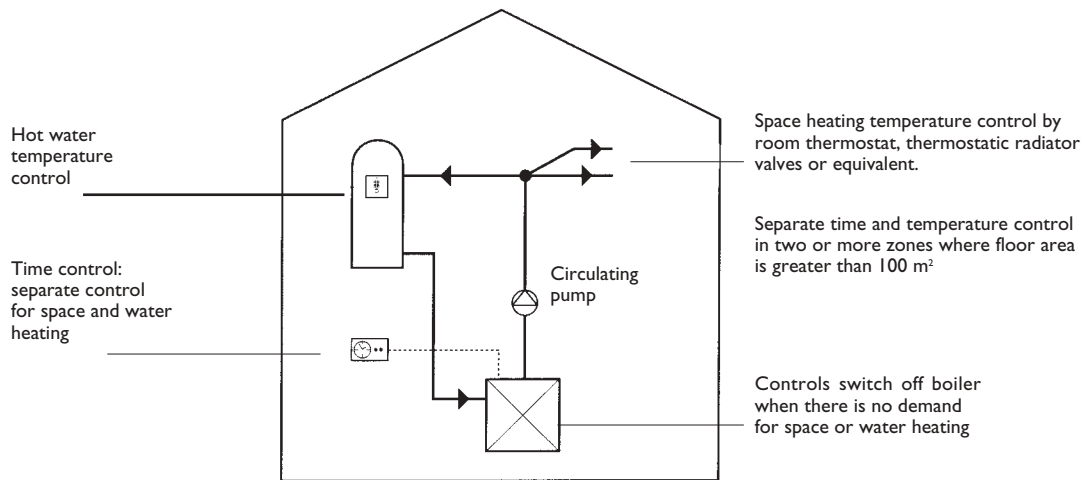 Hot water
temperature
control
Time control:
separate control
for space and water
heating
Circulating
pump
Space heating temperature control by
room thermostat, thermostatic radiator
valves or equivalent.
Separate time and temperature control
in two or more zones where floor area
is greater than 100 m²
Controls switch off boiler
when there is no demand
for space or water heating